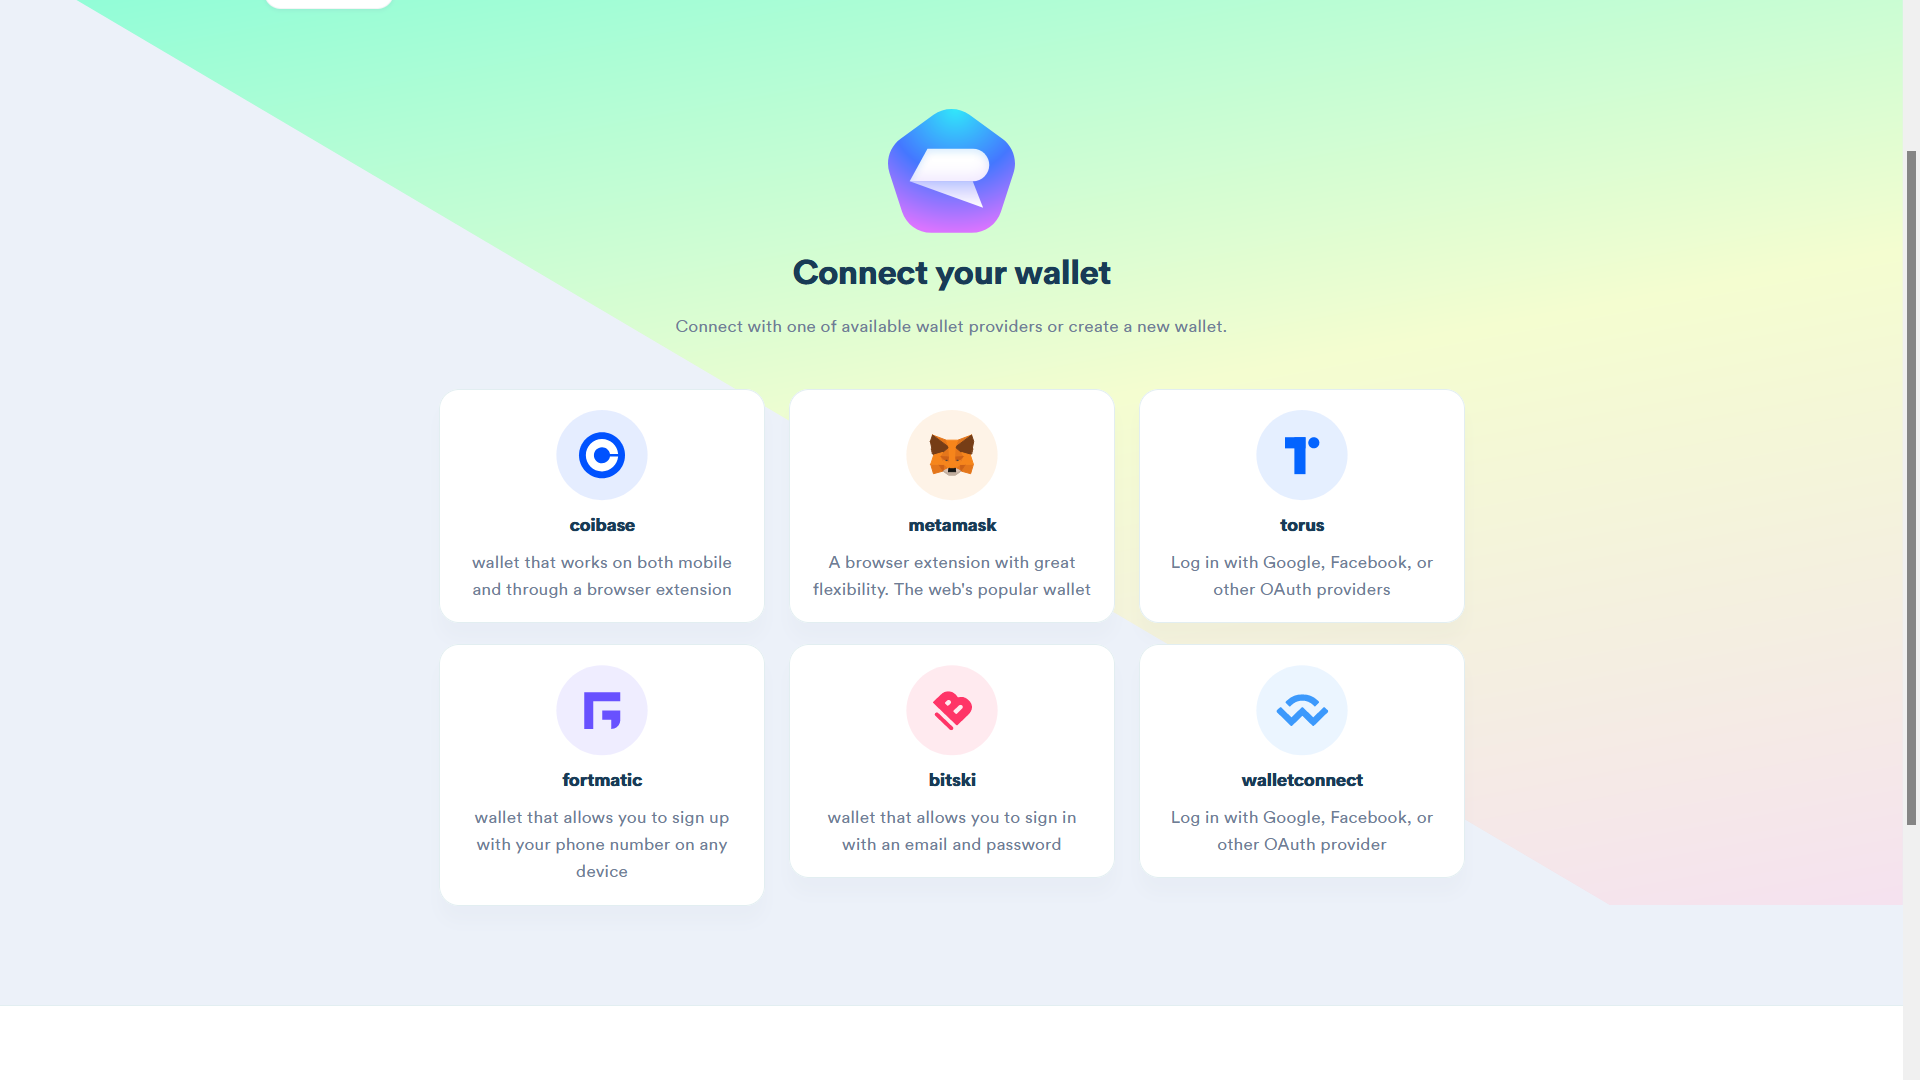 Connect your wallet
Connect with one of available wallet providers or create a new wallet.
coibase
wallet that works on both mobile
and through a browser extension
metamask
A browser extension with great
flexibility. The web's popular wallet
torus
Log in with Google, Facebook, or
other OAuth providers
fortmatic
wallet that allows you to sign up
with your phone number on any
device
bitski
wallet that allows you to sign in
with an email and password
walletconnect
Log in with Google, Facebook, or
other OAuth provider